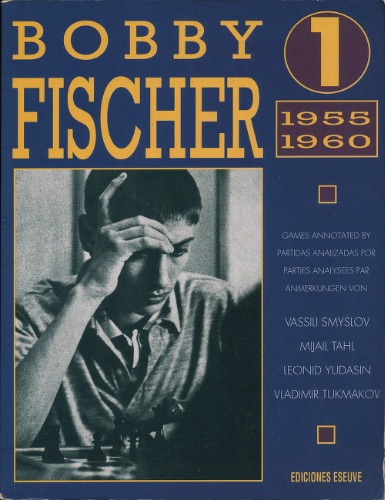 BOBBY
FISCHER
1
1955
1960
GAMES ANNOTATED BY
PARTIDAS ANALIZADAS POR
PARTIES ANALYSEES PAR
ANMERKUNGEN VON
VASSILI SMYSLOV
MIJAIL TAHL
LEONID YUDASIN
VLADIMIR TUKMAKOV
EDICIONES ESEUVE